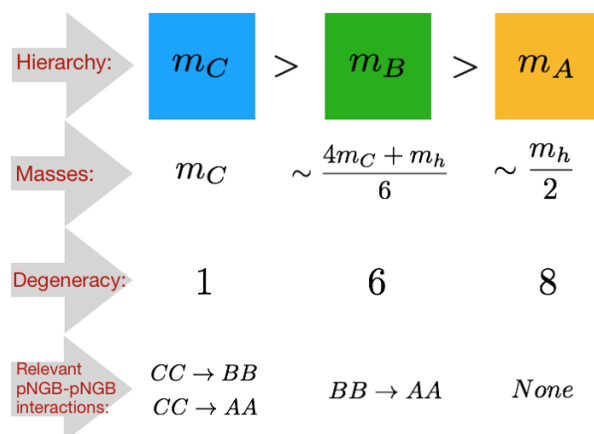 Hierarchy: m_C > m_B > m_A
Masses: m_C ~ (4m_C + m_h)/6 ~ m_h/2
Degeneracy: 1 6 8
Relevant
pNGB-pNGB
interactions:
CC → BB
CC → AA
BB → AA
None